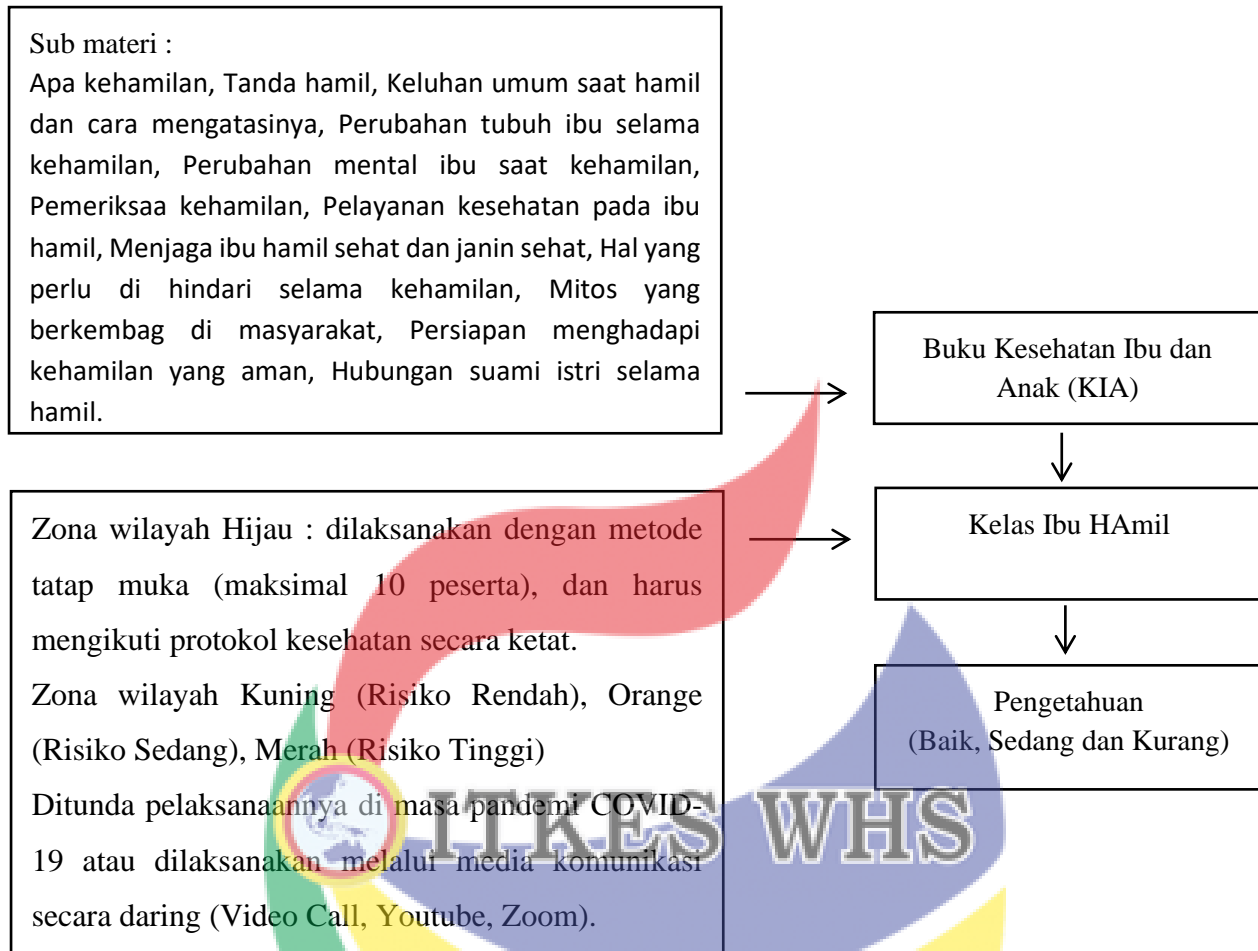 Sub materi :
Apa kehamilan, Tanda hamil, Keluhan umum saat hamil
dan cara mengatasinya, Perubahan tubuh ibu selama
kehamilan, Perubahan mental ibu saat kehamilan,
Pemeriksaa kehamilan, Pelayanan kesehatan pada ibu
hamil, Menjaga ibu hamil sehat dan janin sehat, Hal yang
perlu di hindari selama kehamilan, Mitos yang
berkembag di masyarakat, Persiapan menghadapi
kehamilan yang aman, Hubungan suami istri selama
hamil.
Buku Kesehatan Ibu dan
Anak (KIA)
Zona wilayah Hijau : dilaksanakan dengan metode
tatap muka (maksimal 10 peserta), dan harus
mengikuti protokol kesehatan secara ketat.
Zona wilayah Kuning (Risiko Rendah), Orange
(Risiko Sedang), Merah (Risiko Tinggi)
Ditunda pelaksanaannya di masa pandemi COVID-
19 atau dilaksanakan melalui media komunikasi
secara daring (Video Call, Youtube, Zoom).
Kelas Ibu HAmil
Pengetahuan
(Baik, Sedang dan Kurang)
ITKES WHS